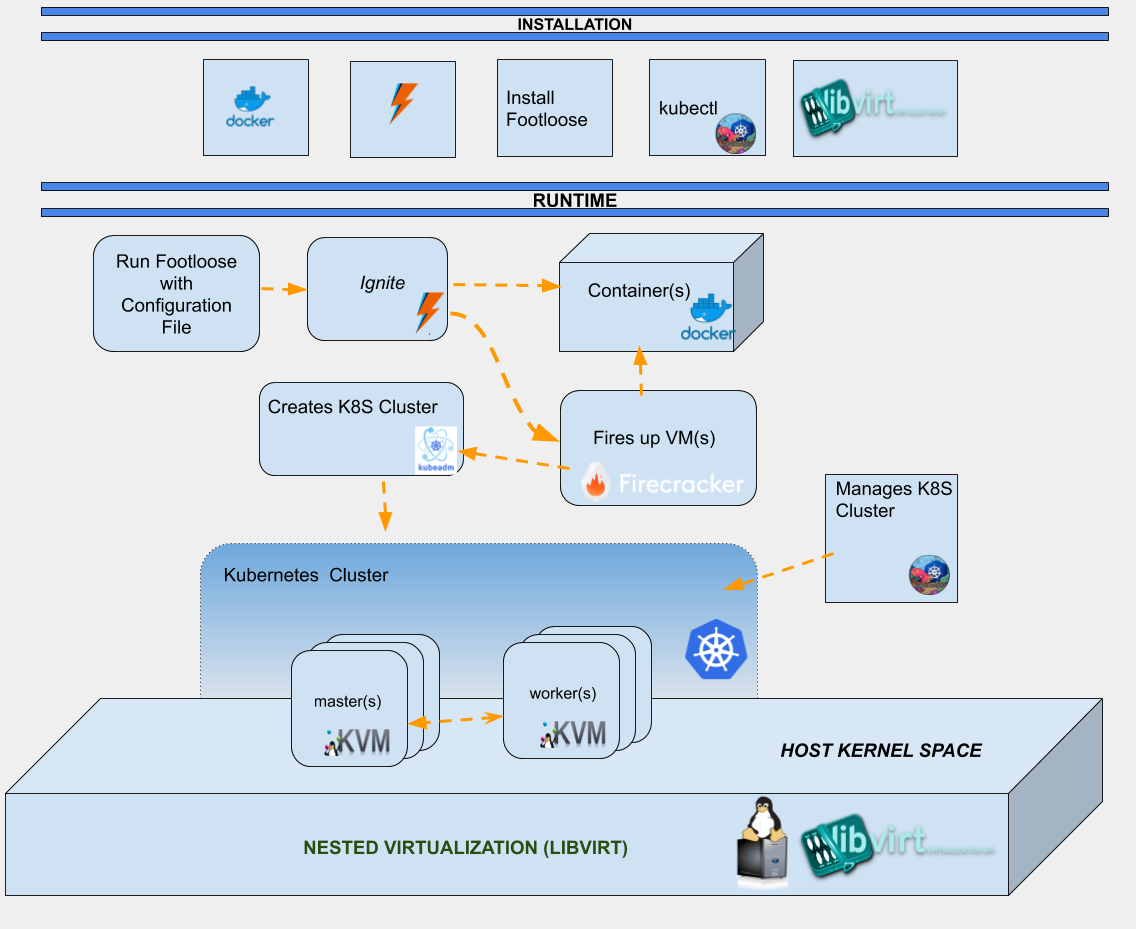 INSTALLATION
docker
Install
Footloose
kubectl
libvirt
RUNTIME
Run Footloose
with
Configuration
File
Ignite
Container(s)
docker
Creates K8S Cluster
kubeadm
Fires up VM(s)
Firecracker
Manages K8S
Cluster
Kubernetes Cluster
master(s)
KVM
worker(s)
KVM
HOST KERNEL SPACE
NESTED VIRTUALIZATION (LIBVIRT)
libvirt